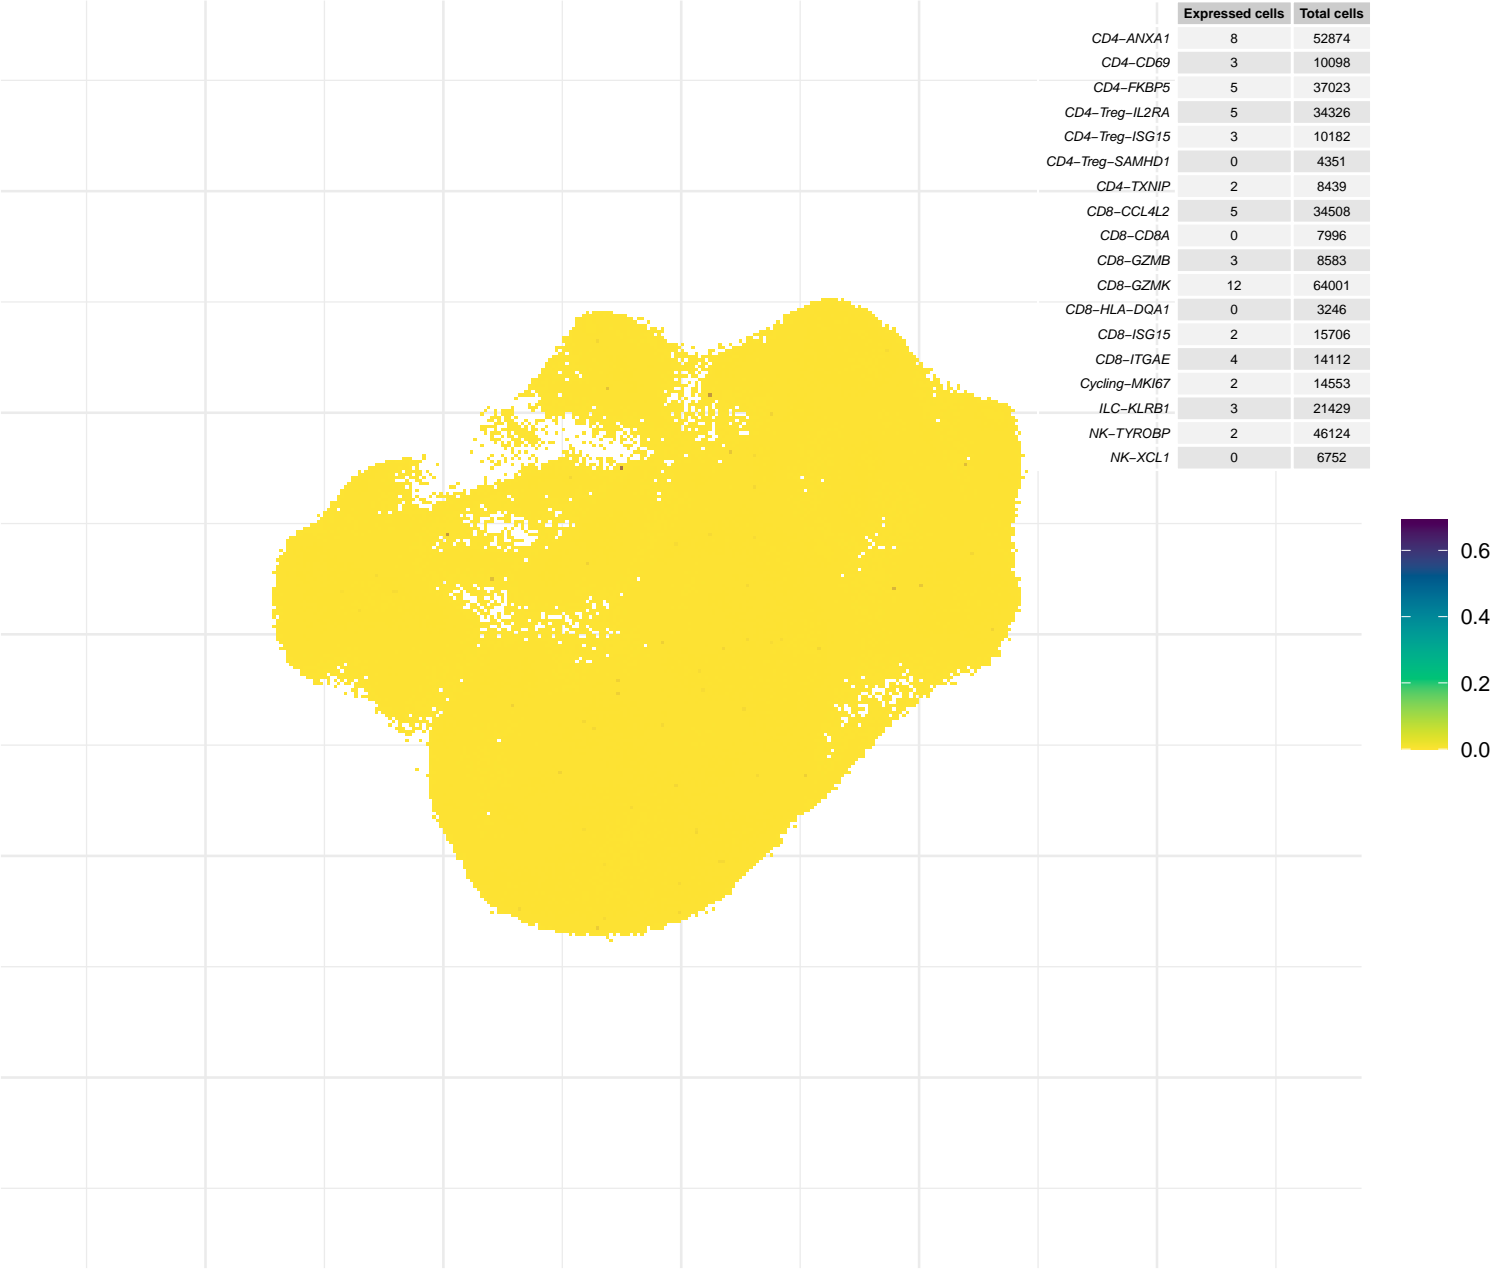 Expressed cells Total cells
CD4−ANXA1 8 52874
CD4−CD69 3 10098
CD4−FKBP5 5 37023
CD4−Treg−IL2RA 5 34326
CD4−Treg−ISG15 3 10182
CD4−Treg−SAMHD1 0 4351
CD4−TXNIP 2 8439
CD8−CCL4L2 5 34508
CD8−CD8A 0 7996
CD8−GZMB 3 8583
CD8−GZMK 12 64001
CD8−HLA−DQA1 0 3246
CD8−ISG15 2 15706
CD8−ITGAE 4 14112
Cycling−MKI67 2 14553
ILC−KLRB1 3 21429
NK−TYROBP 2 46124
NK−XCL1 0 6752
0.6
0.4
0.2
0.0